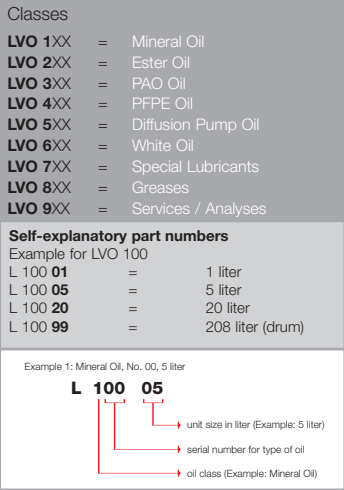 Classes
LVO 1XX = Mineral Oil
LVO 2XX = Ester Oil
LVO 3XX = PAO Oil
LVO 4XX = PFPE Oil
LVO 5XX = Diffusion Pump Oil
LVO 6XX = White Oil
LVO 7XX = Special Lubricants
LVO 8XX = Greases
LVO 9XX = Services / Analyses
Self-explanatory part numbers
Example for LVO 100
L 100 01 = 1 liter
L 100 05 = 5 liter
L 100 20 = 20 liter
L 100 99 = 208 liter (drum)
Example 1: Mineral Oil, No. 00, 5 liter
L 100 05
unit size in liter (Example: 5 liter)
serial number for type of oil
oil class (Example: Mineral Oil)